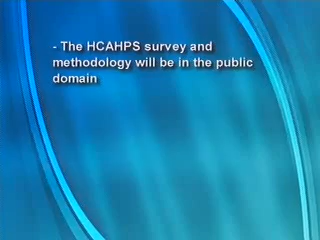 - The HCAHPS survey and
methodology will be in the public
domain